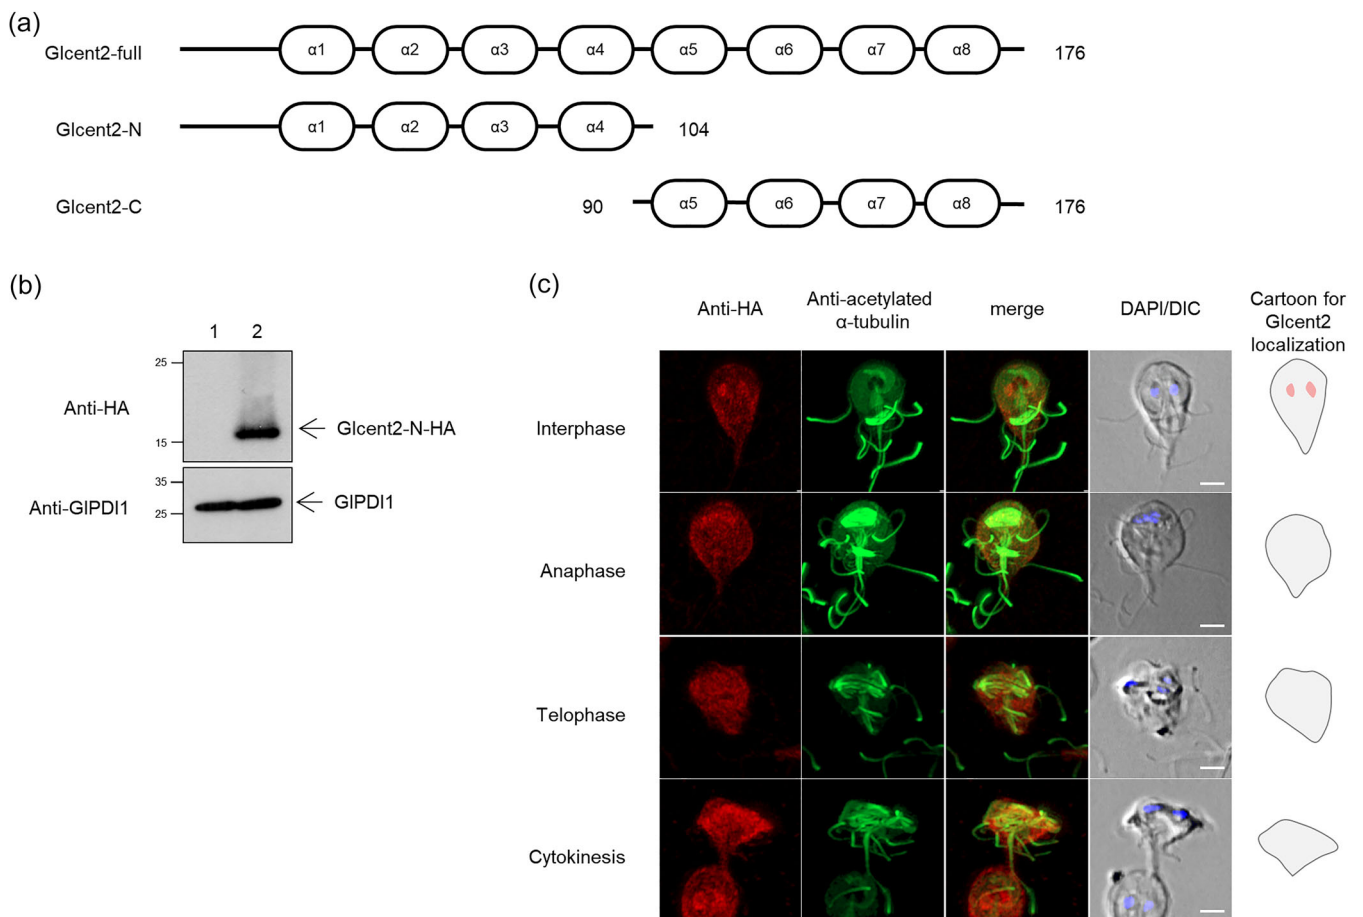 (a)
Glcent2-full α1 α2 α3 α4 α5 α6 α7 α8 176
Glcent2-N α1 α2 α3 α4 104
Glcent2-C 90 α5 α6 α7 α8 176
(b)
1 2
25
Anti-HA Glcent2-N-HA
15
35
Anti-GlPDI1 GlPDI1
25
(c)
Anti-HA
Anti-acetylated
α-tubulin
merge
DAPI/DIC
Cartoon for
Glcent2
localization
Interphase
Anaphase
Telophase
Cytokinesis